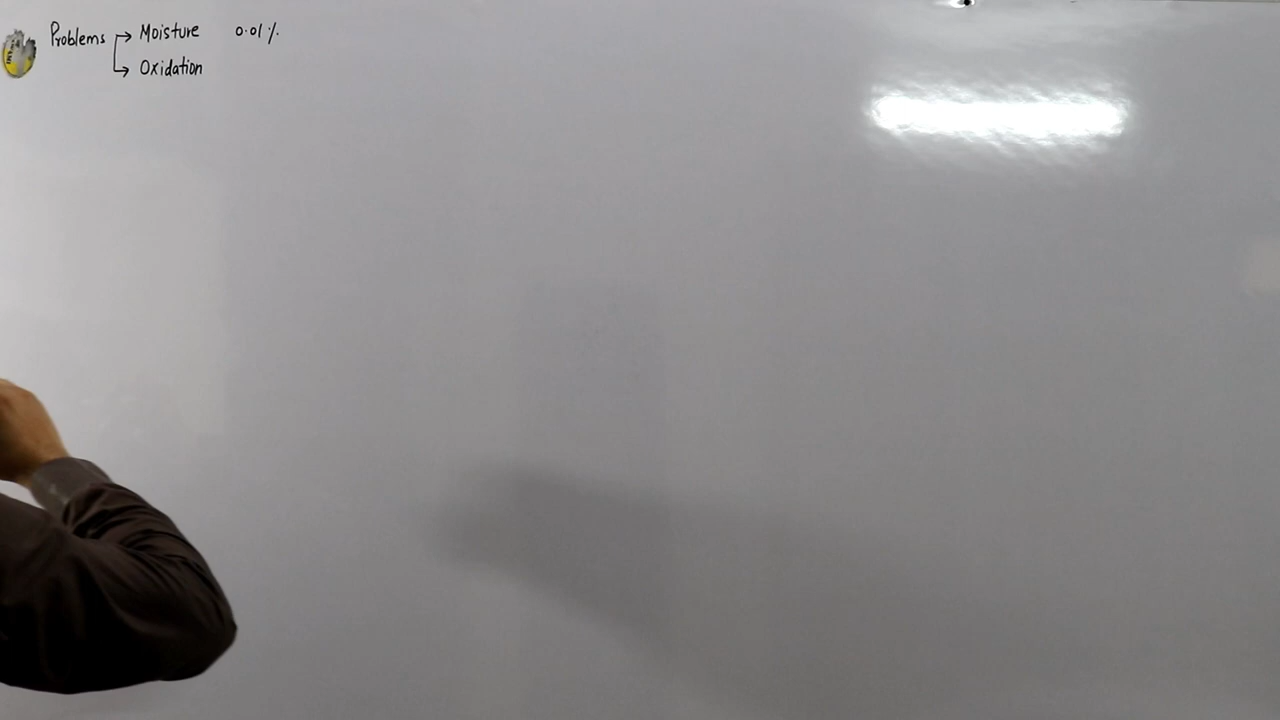 Problems → Moisture 0.01%
→ Oxidation